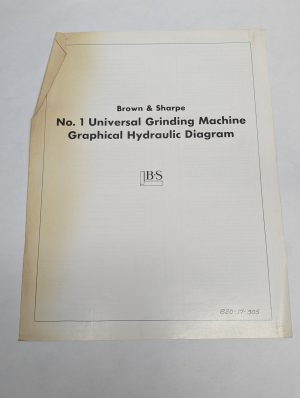 Brown & Sharpe
No. 1 Universal Grinding Machine
Graphical Hydraulic Diagram
B·S